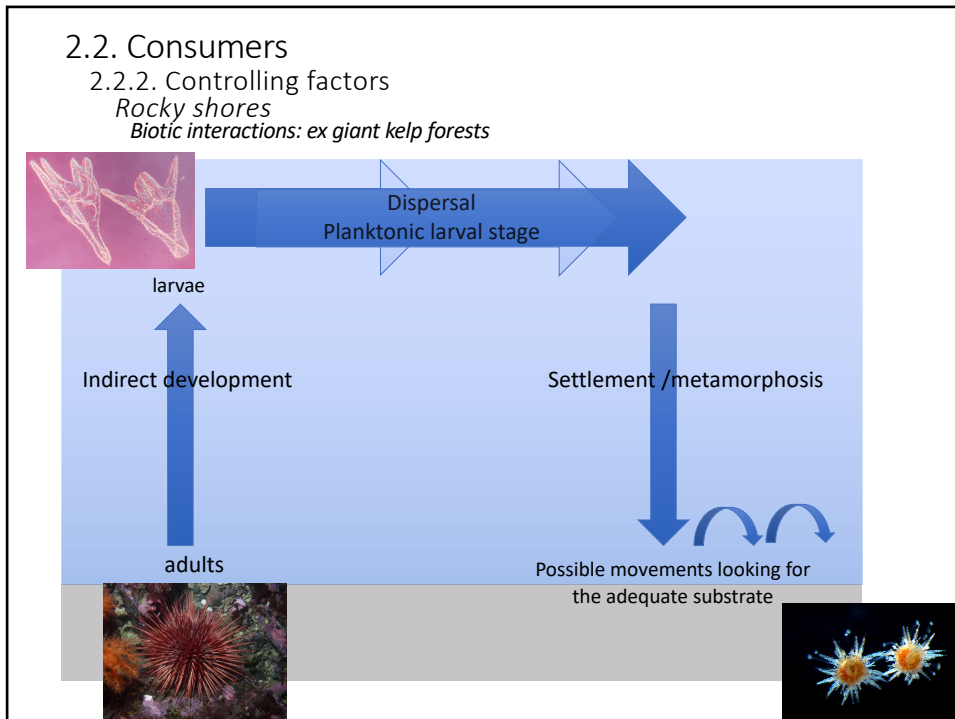 2.2. Consumers
2.2.2. Controlling factors
Rocky shores
Biotic interactions: ex giant kelp forests
Dispersal
Planktonic larval stage
larvae
Indirect development
Settlement /metamorphosis
adults
Possible movements looking for
the adequate substrate